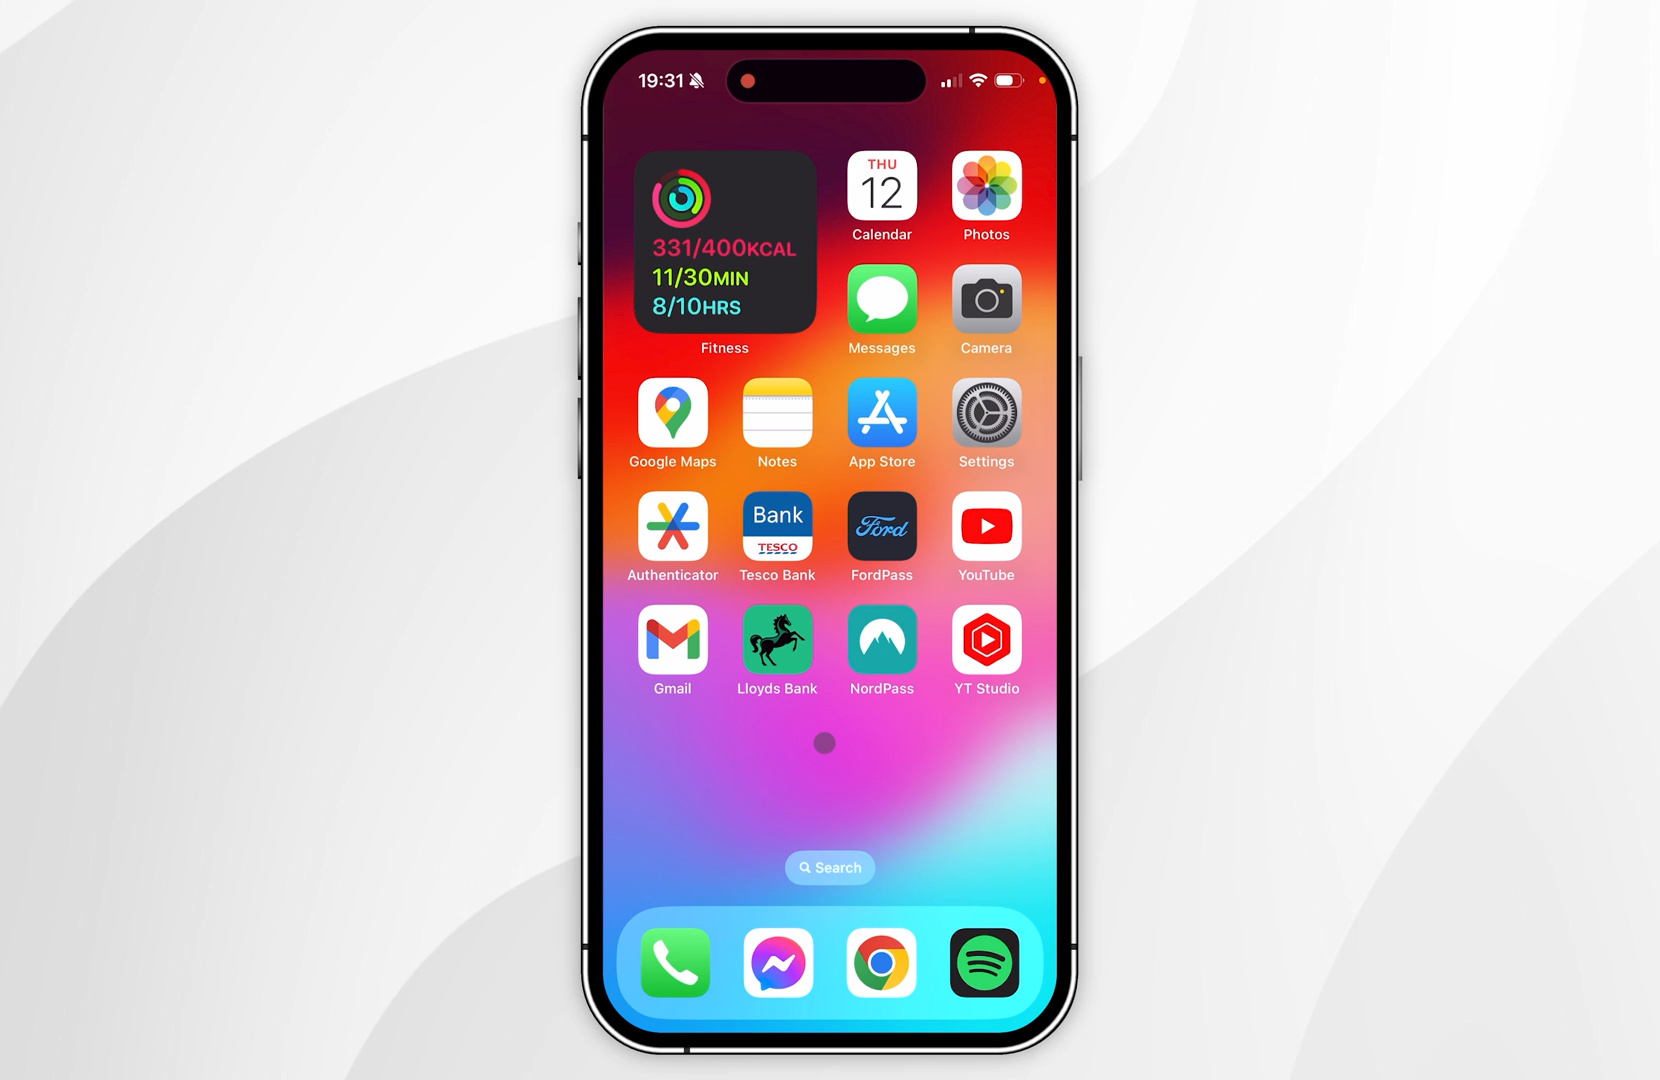 19:31
331/400KCAL
11/30MIN
8/10HRS
Fitness
THU
12
Calendar
Photos
Messages
Camera
Google Maps
Notes
App Store
Settings
Bank
TESCO
Ford
Authenticator
Tesco Bank
FordPass
YouTube
Gmail
Lloyds Bank
NordPass
YT Studio
Search